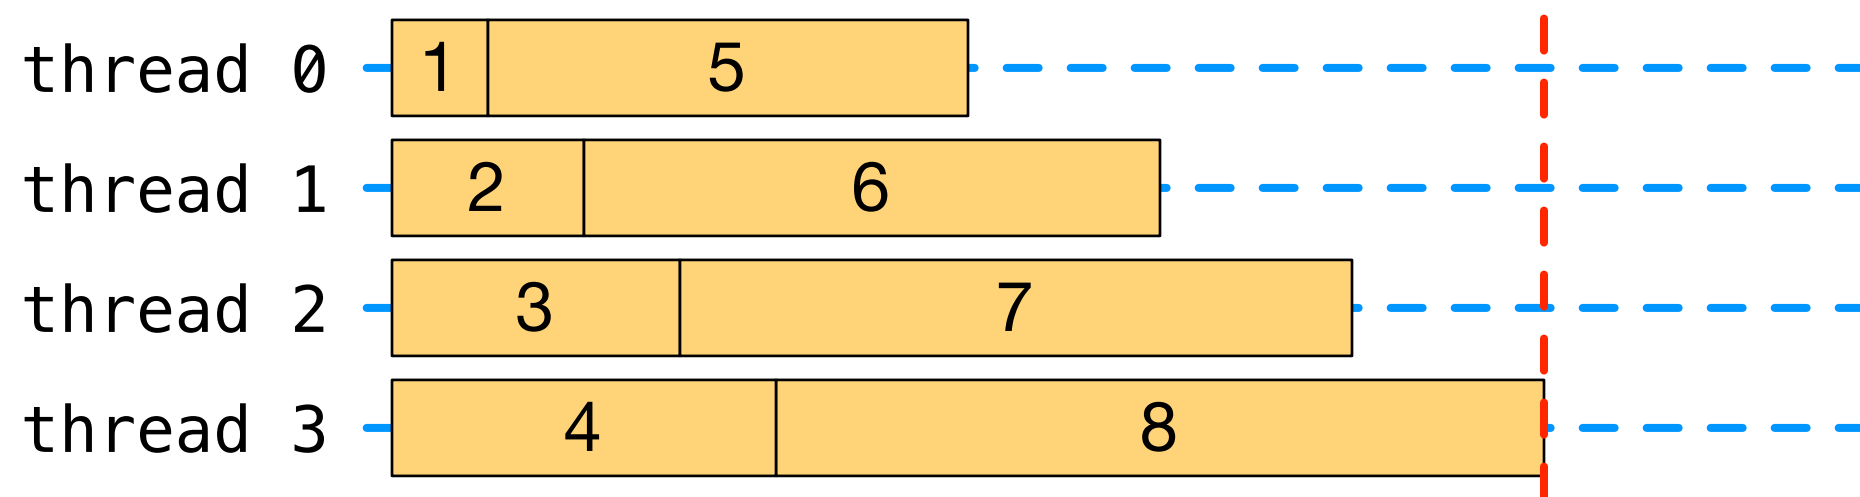 thread 0 1 5
thread 1 2 6
thread 2 3 7
thread 3 4 8